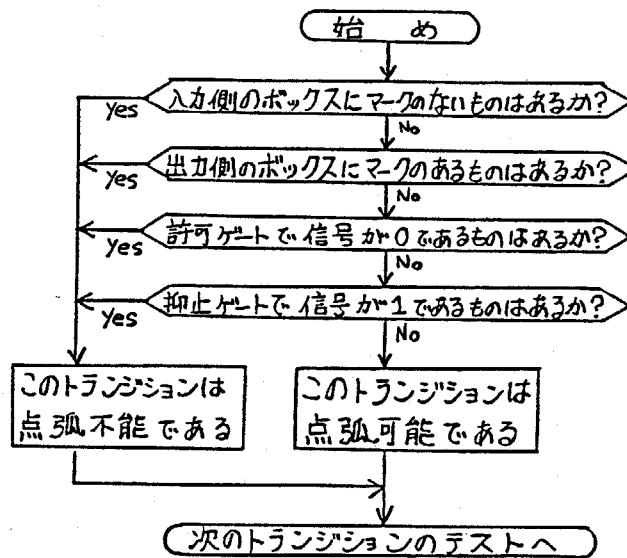 始め
入力側のボックスにマークのないものはあるか?
Yes
No
出力側のボックスにマークのあるものはあるか?
Yes
No
許可ゲートで信号が0であるものはあるか?
Yes
No
抑止ゲートで信号が1であるものはあるか?
Yes
No
このトランジションは
点弧不能である
このトランジションは
点弧可能である
次のトランジションのテストへ